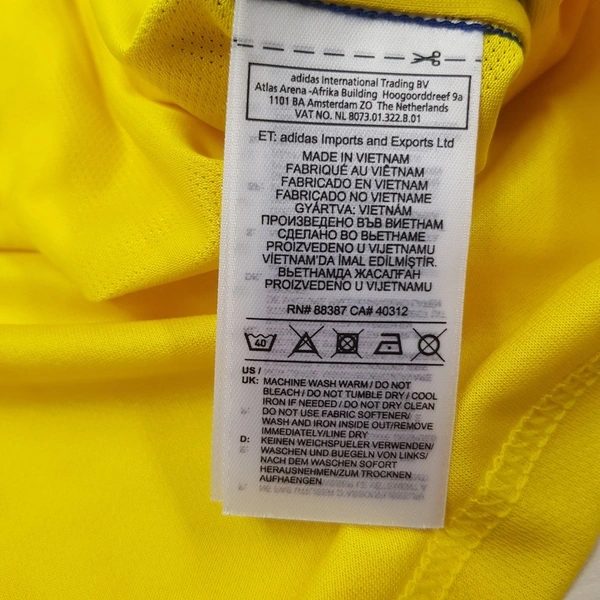 adidas International Trading BV
Atlas Arena -Afrika Building Hoogoorddreef 9a
1101 BA Amsterdam ZO The Netherlands
VAT NO. NL 8073.01.322.B.01
ET: adidas Imports and Exports Ltd
MADE IN VIETNAM
FABRIQUÉ AU VIÊTNAM
FABRICADO EN VIETNAM
FABRICADO NO VIETNAME
GYÁRTVA: VIETNÁM
ПРОИЗВЕДЕНО ВЪВ ВИЕТНАМ
СДЕЛАНО ВО ВЬЕТНАМЕ
PROIZVEDENO U VIJETNAMU
VİETNAM'DA İMAL EDİLMİŞTİR.
ВЬЕТНАМДА ЖАСАЛҒАН
PROIZVEDENO U VIJETNAMU
RN# 88387 CA# 40312
40
US /
UK: MACHINE WASH WARM / DO NOT
BLEACH / DO NOT TUMBLE DRY / COOL
IRON IF NEEDED / DO NOT DRY CLEAN
DO NOT USE FABRIC SOFTENER/
WASH AND IRON INSIDE OUT/REMOVE
IMMEDIATELY/LINE DRY
D: KEINEN WEICHSPUELER VERWENDEN/
WASCHEN UND BUEGELN VON LINKS/
NACH DEM WASCHEN SOFORT
HERAUSNEHMEN/ZUM TROCKNEN
AUFHAENGEN